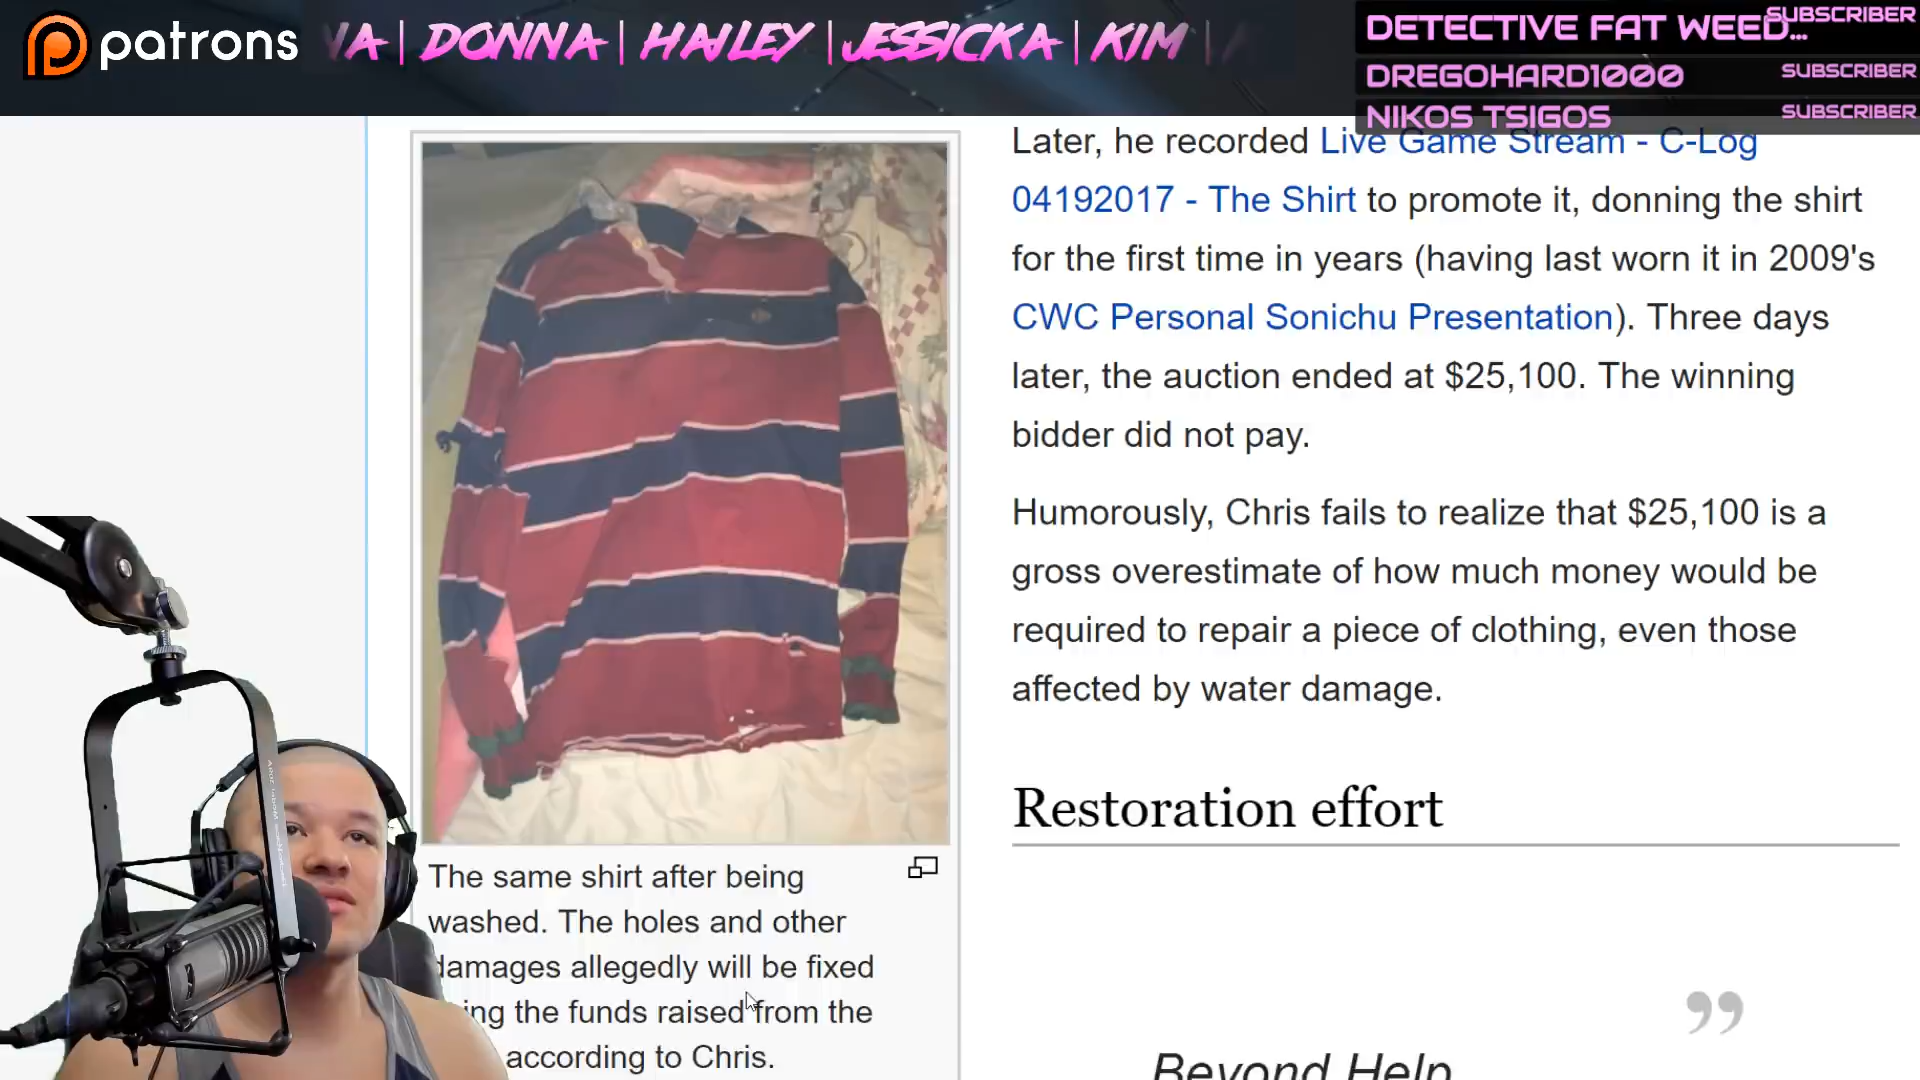 patrons
YA | DONNA | HAILEY | JESSICKA | KIM | A
DETECTIVE FAT WEED... SUBSCRIBER
DREGOHARD1000 SUBSCRIBER
NIKOS TSIGOS SUBSCRIBER
Later, he recorded Live Game Stream - C-Log
04192017 - The Shirt to promote it, donning the shirt
for the first time in years (having last worn it in 2009's
CWC Personal Sonichu Presentation). Three days
later, the auction ended at $25,100. The winning
bidder did not pay.
Humorously, Chris fails to realize that $25,100 is a
gross overestimate of how much money would be
required to repair a piece of clothing, even those
affected by water damage.
Restoration effort
”
Beyond Help
The same shirt after being
washed. The holes and other
damages allegedly will be fixed
ing the funds raised from the
according to Chris.